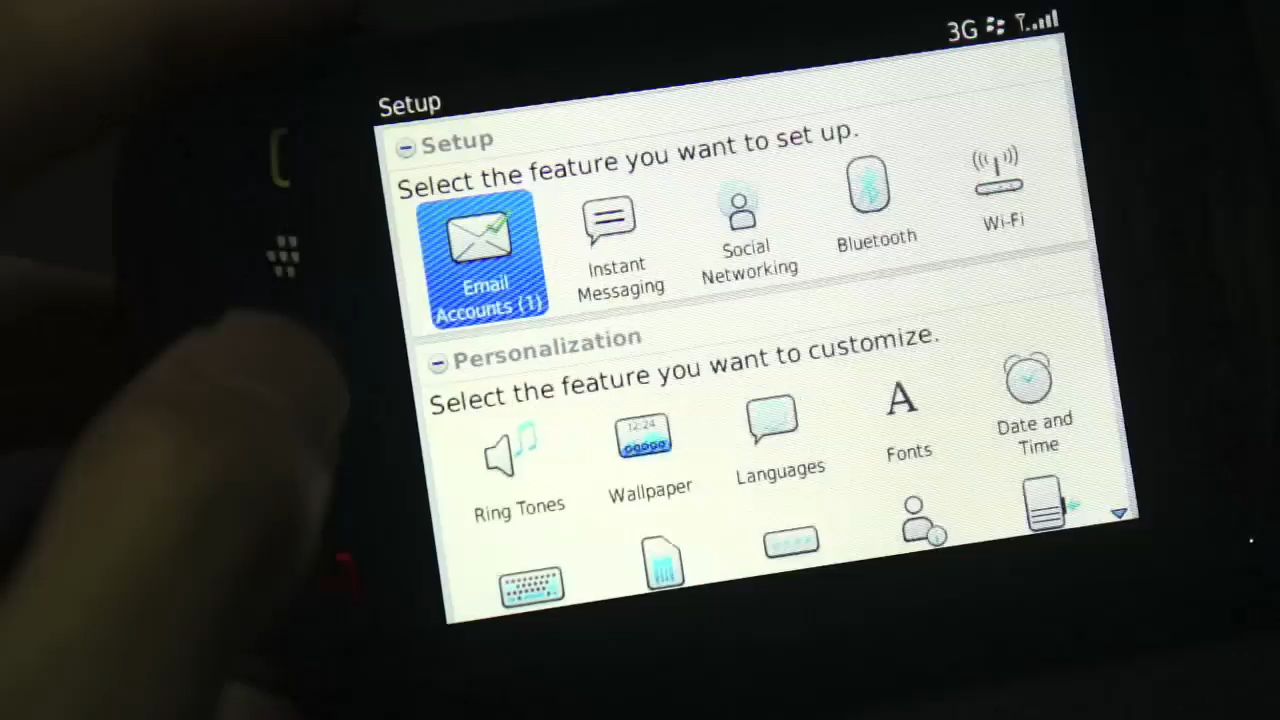 3G
Setup
Setup
Select the feature you want to set up.
Email
Accounts (1)
Instant
Messaging
Social
Networking
Bluetooth
Wi-Fi
Personalization
Select the feature you want to customize.
Ring Tones
12:24
Wallpaper
Languages
A
Fonts
Date and
Time